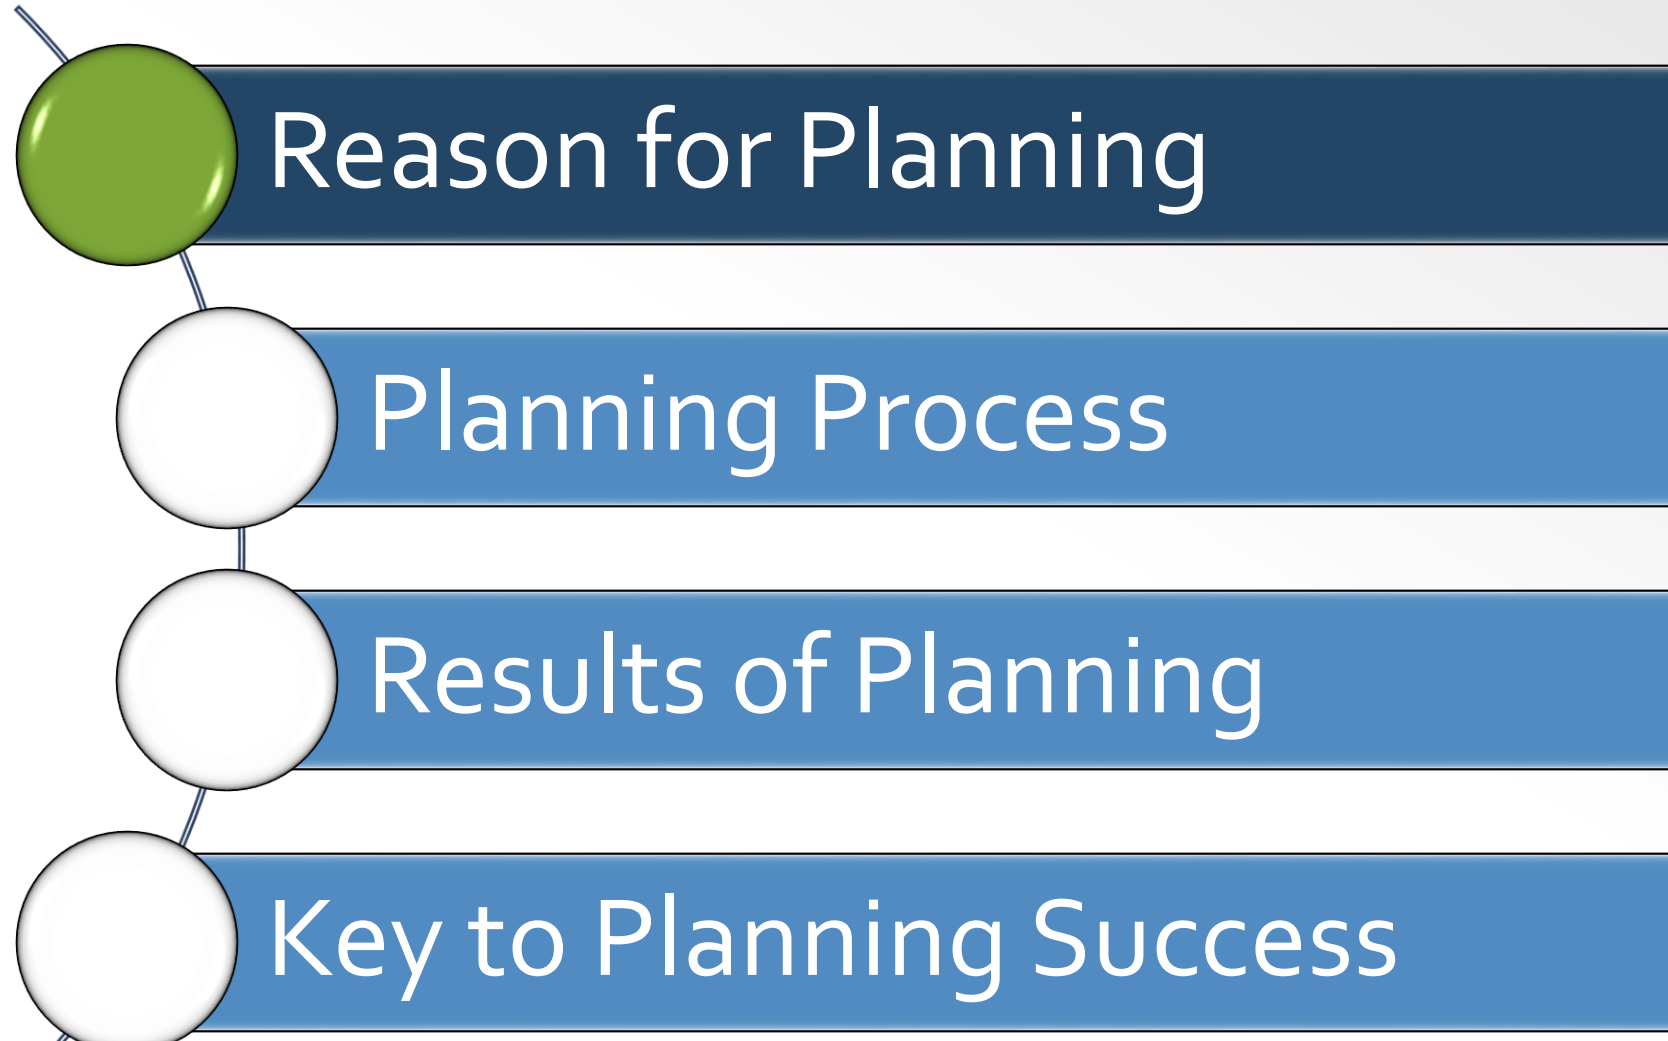 Reason for Planning
Planning Process
Results of Planning
Key to Planning Success